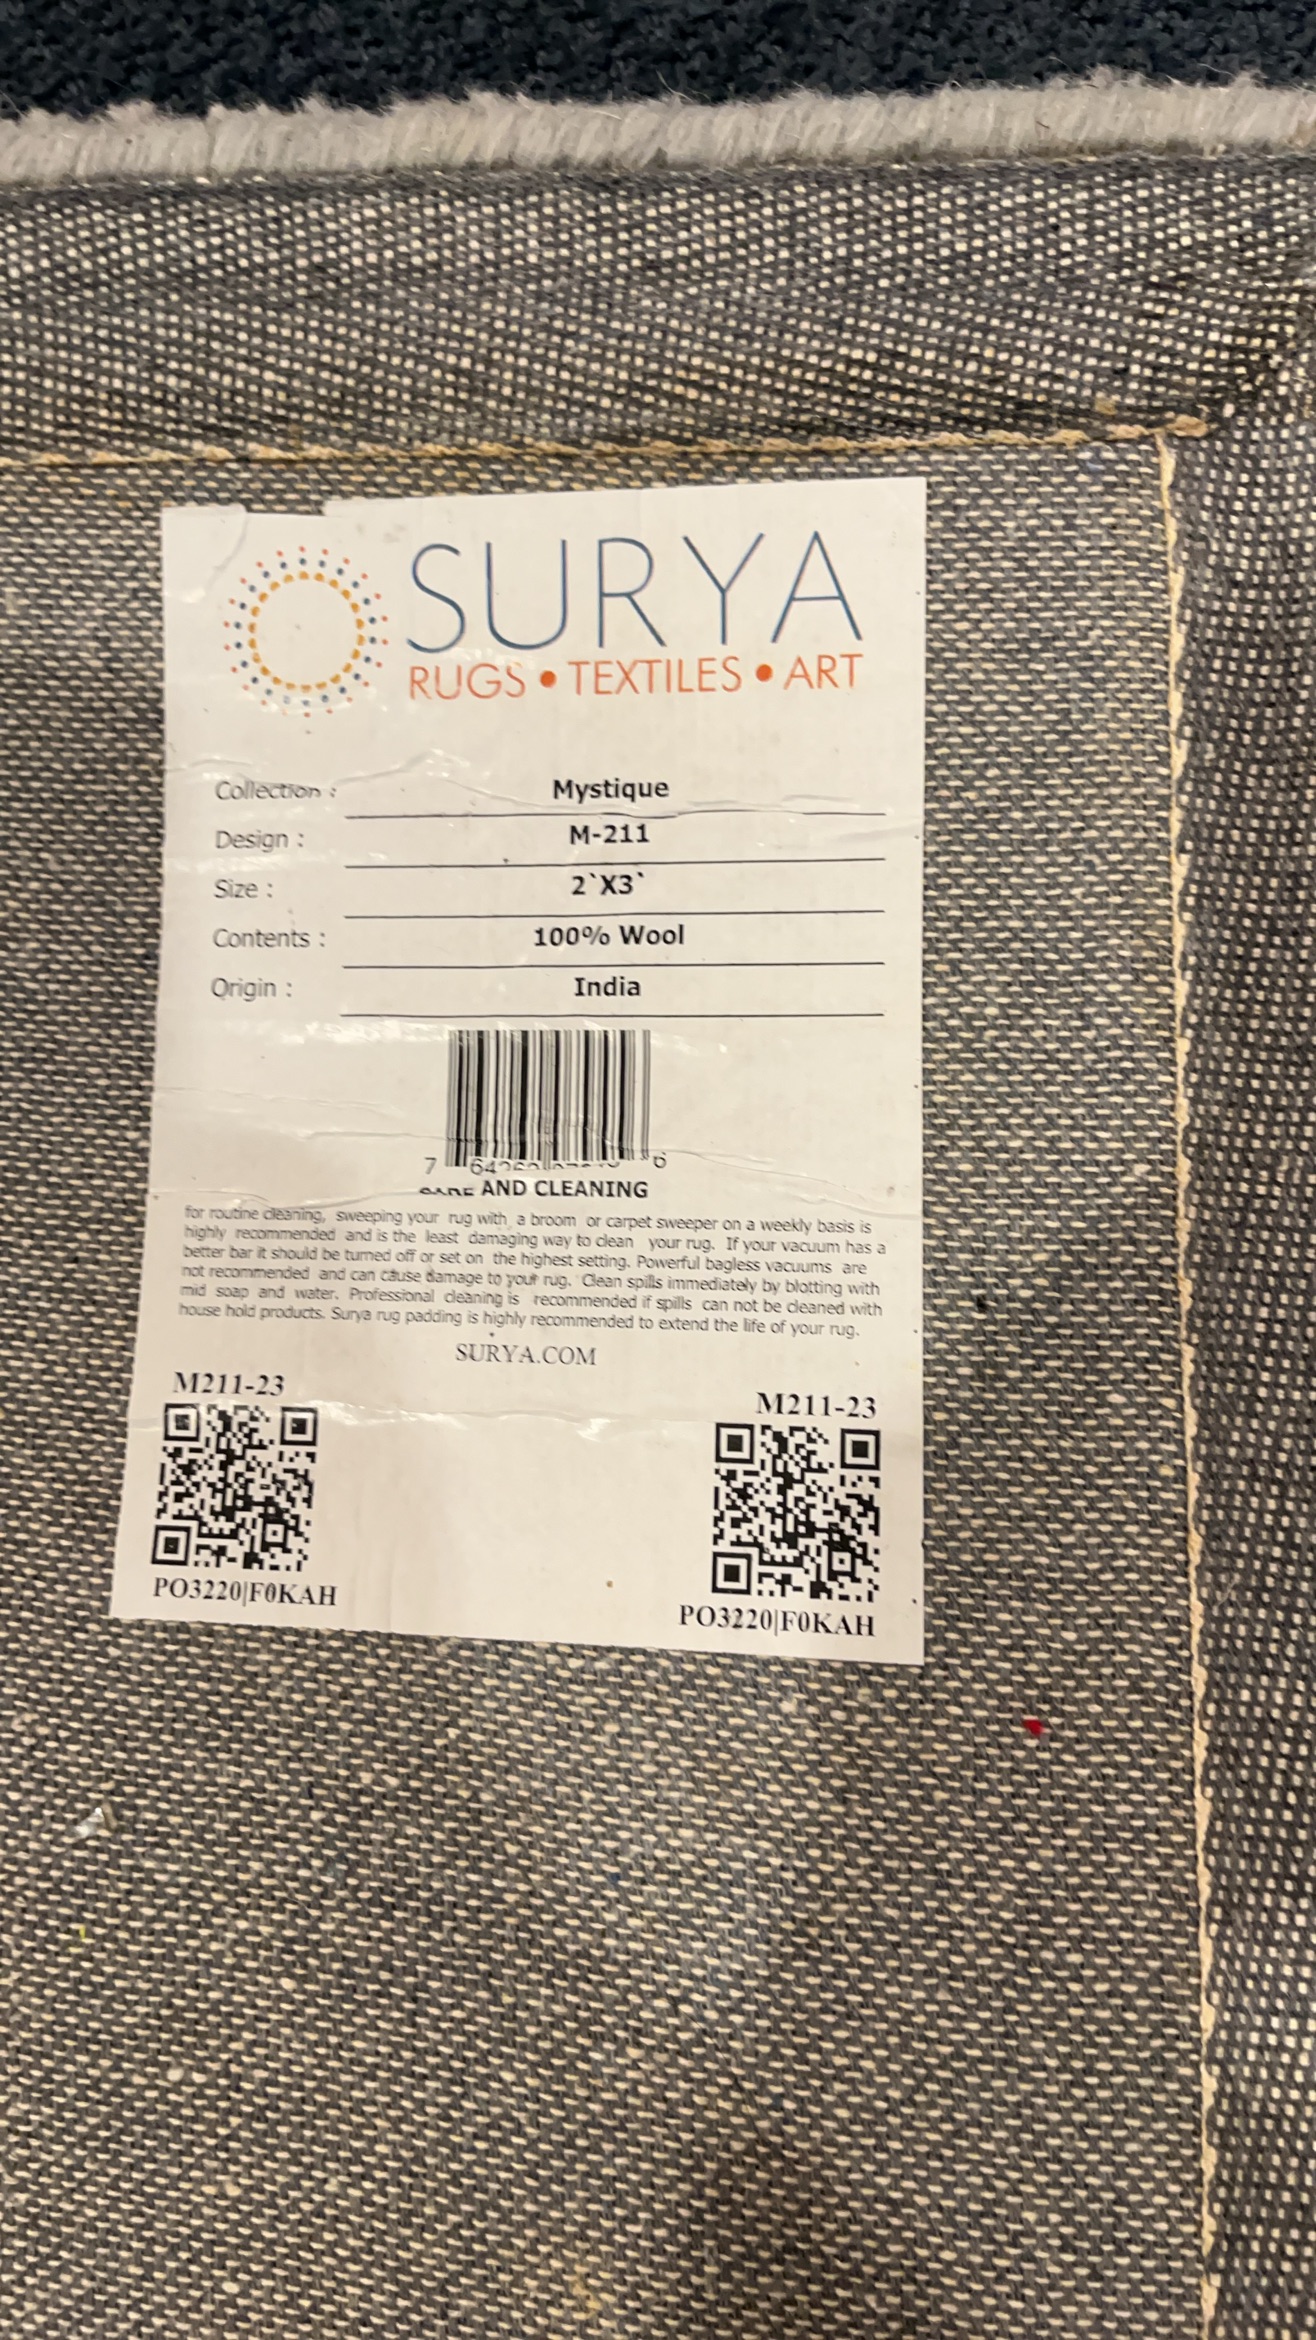 SURYA
RUGS • TEXTILES • ART
Collection : Mystique
Design : M-211
Size : 2`X3`
Contents : 100% Wool
Origin : India
7 6
AND CLEANING
for routine cleaning, sweeping your rug with a broom or carpet sweeper on a weekly basis is
highly recommended and is the least damaging way to clean your rug. If your vacuum has a
better bar it should be turned off or set on the highest setting. Powerful bagless vacuums are
not recommended and can cause damage to your rug. Clean spills immediately by blotting with
mid soap and water. Professional cleaning is recommended if spills can not be cleaned with
house hold products. Surya rug padding is highly recommended to extend the life of your rug.
SURYA.COM
M211-23 M211-23
PO3220|F0KAH PO3220|F0KAH